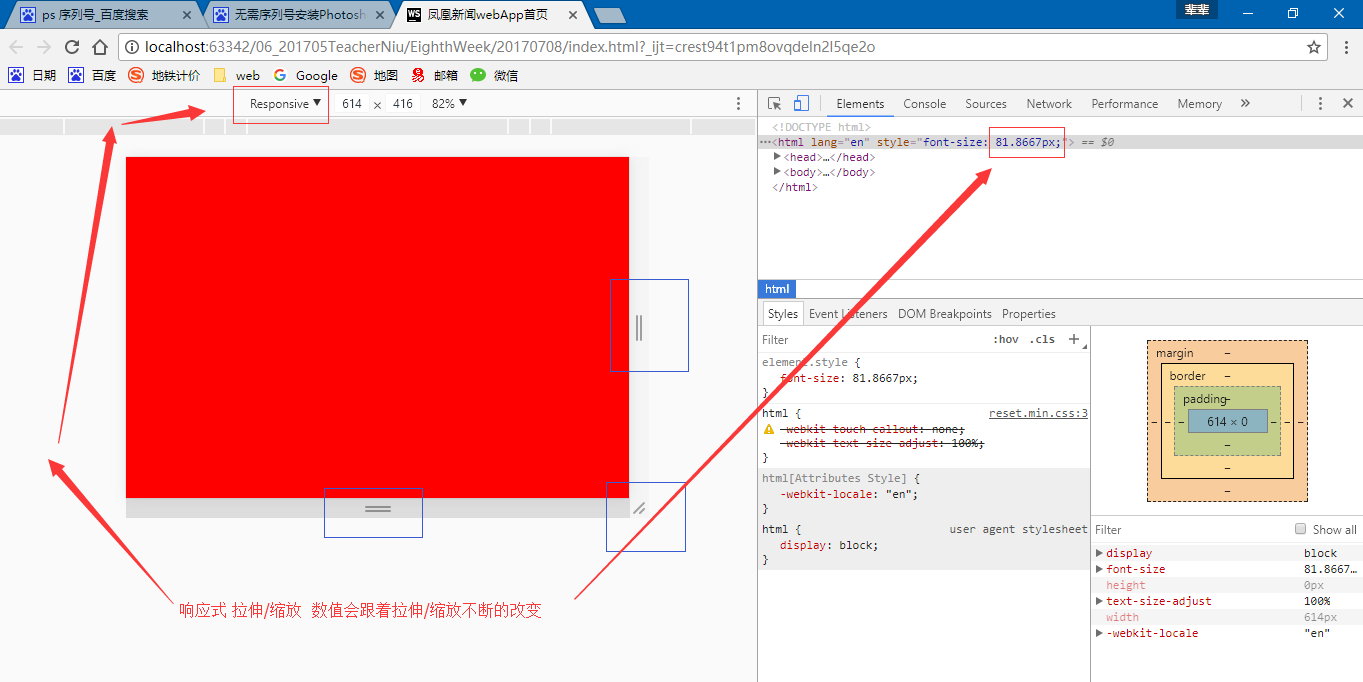 ps 序列号_百度搜索
无需序列号安装Photosh
凤凰新闻webApp首页
localhost:63342/06_201705TeacherNiu/EighthWeek/20170708/index.html?_ijt=crest94t1pm8ovqdeln2l5qe2o
日期 百度 地铁计价 web Google 地图 邮箱 微信
Responsive ▼ 614 × 416 82% ▼
Elements Console Sources Network Performance Memory »
<!DOCTYPE html>
…<html lang="en" style="font-size: 81.8667px;"> == $0
▶<head>…</head>
▶<body>…</body>
</html>
html
Styles Event Listeners DOM Breakpoints Properties
Filter :hov .cls +
element.style {
font-size: 81.8667px;
}
html { reset.min.css:3
-webkit-touch-callout: none;
-webkit-text-size-adjust: 100%;
}
html[Attributes Style] {
-webkit-locale: "en";
}
html { user agent stylesheet
display: block;
}
margin –
border –
padding –
– – – 614 × 0 – – –
–
–
–
Filter Show all
▶ display block
▶ font-size 81.8667…
height 0px
▶ text-size-adjust 100%
width 614px
▶ -webkit-locale "en"
响应式 拉伸/缩放 数值会跟着拉伸/缩放不断的改变